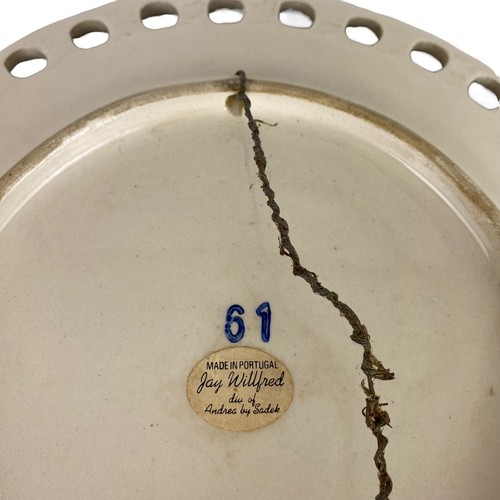 61
MADE IN PORTUGAL
Jay Willfred
div of
Andrea by Sadek